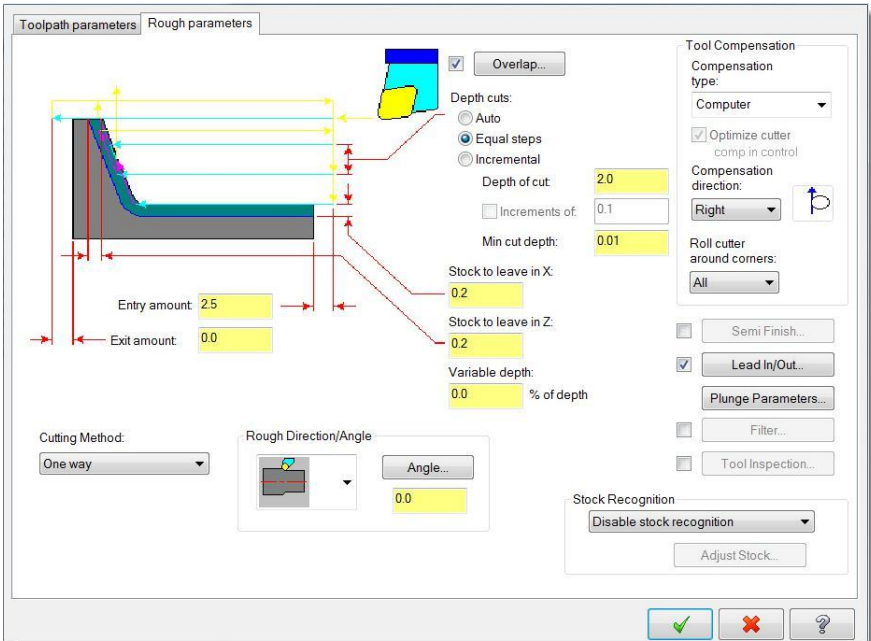 Toolpath parameters
Rough parameters
Overlap...
Depth cuts:
Auto
Equal steps
Incremental
Depth of cut:
2.0
Increments of:
0.1
Min cut depth:
0.01
Stock to leave in X:
0.2
Stock to leave in Z:
0.2
Variable depth:
0.0
% of depth
Entry amount:
2.5
Exit amount:
0.0
Cutting Method:
One way
Rough Direction/Angle
Angle...
0.0
Tool Compensation
Compensation
type:
Computer
Optimize cutter
comp in control
Compensation
direction:
Right
Roll cutter
around corners:
All
Semi Finish...
Lead In/Out...
Plunge Parameters...
Filter...
Tool Inspection...
Stock Recognition
Disable stock recognition
Adjust Stock...
?